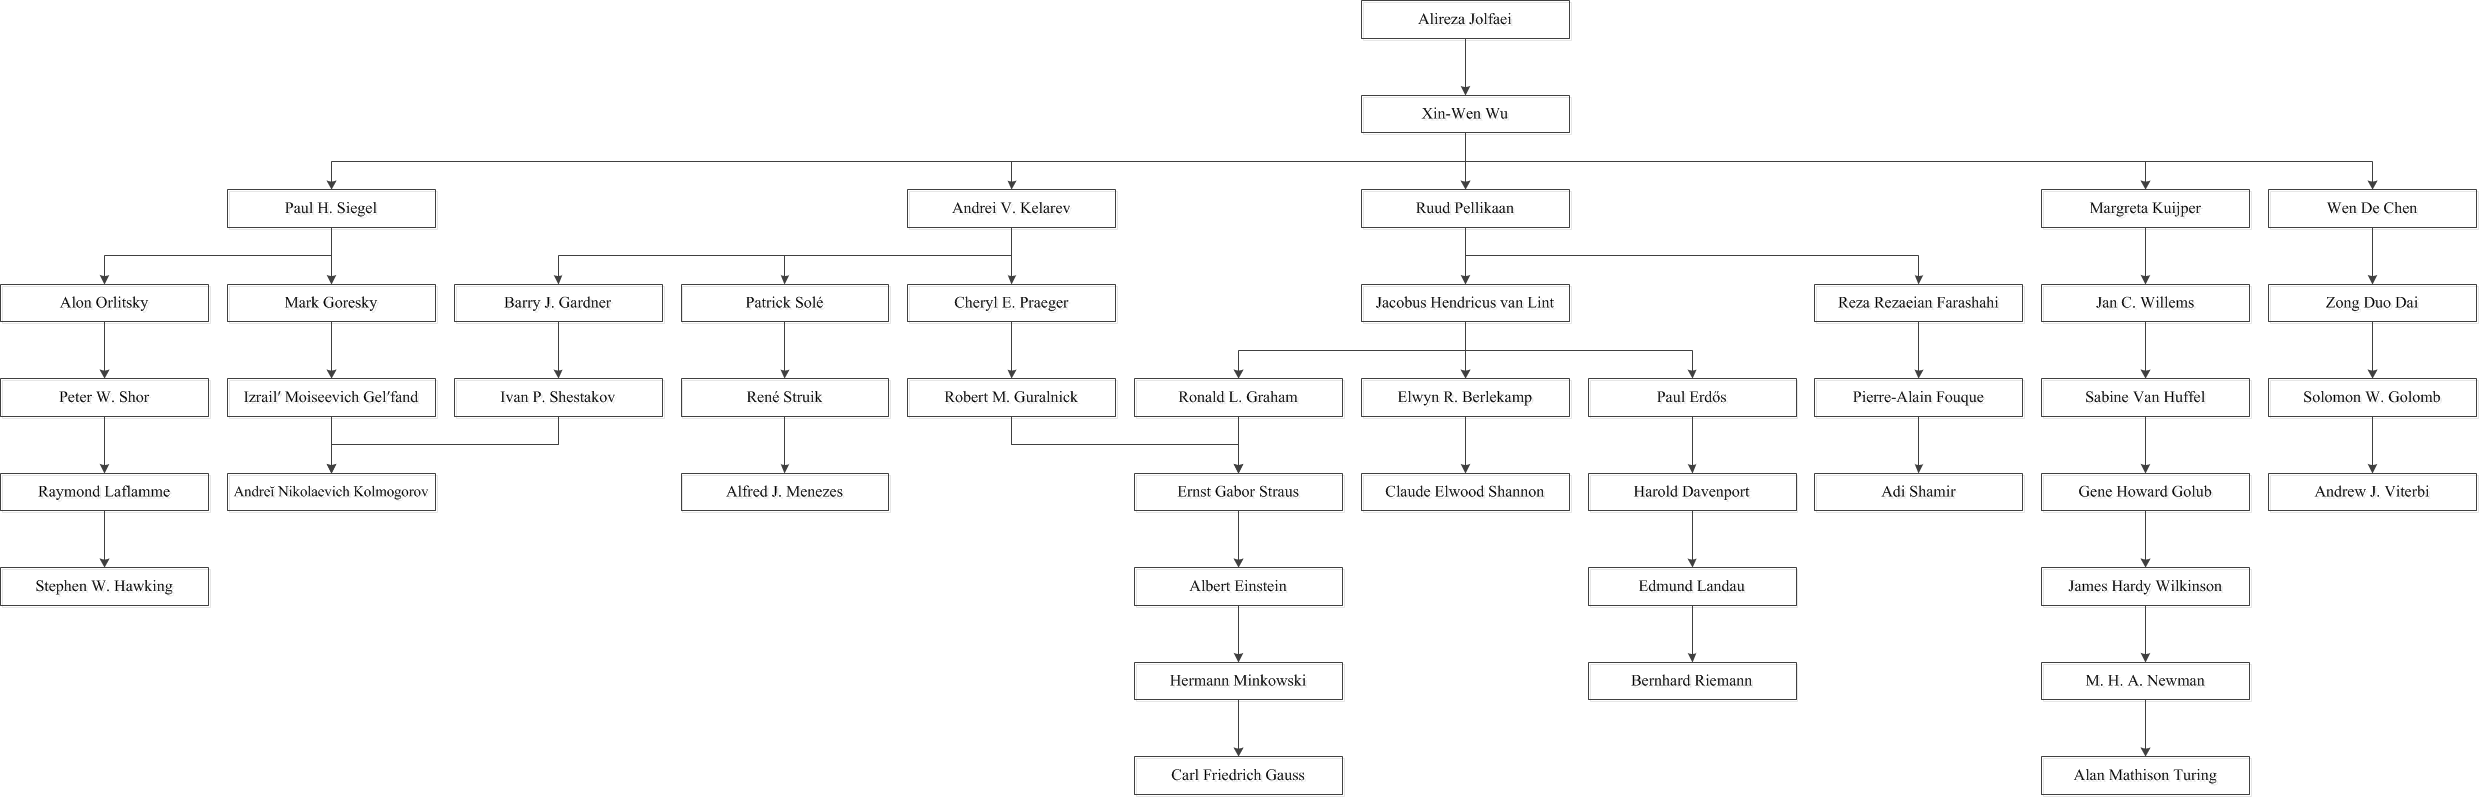 Alireza Jolfaei
Xin-Wen Wu
Paul H. Siegel
Andrei V. Kelarev
Ruud Pellikaan
Margreta Kuijper
Wen De Chen
Alon Orlitsky
Mark Goresky
Barry J. Gardner
Patrick Solé
Cheryl E. Praeger
Jacobus Hendricus van Lint
Reza Rezaeian Farashahi
Jan C. Willems
Zong Duo Dai
Peter W. Shor
Izrail′ Moiseevich Gel′fand
Ivan P. Shestakov
René Struik
Robert M. Guralnick
Ronald L. Graham
Elwyn R. Berlekamp
Paul Erdős
Pierre-Alain Fouque
Sabine Van Huffel
Solomon W. Golomb
Raymond Laflamme
Andreĭ Nikolaevich Kolmogorov
Alfred J. Menezes
Ernst Gabor Straus
Claude Elwood Shannon
Harold Davenport
Adi Shamir
Gene Howard Golub
Andrew J. Viterbi
Stephen W. Hawking
Albert Einstein
Edmund Landau
James Hardy Wilkinson
Hermann Minkowski
Bernhard Riemann
M. H. A. Newman
Carl Friedrich Gauss
Alan Mathison Turing